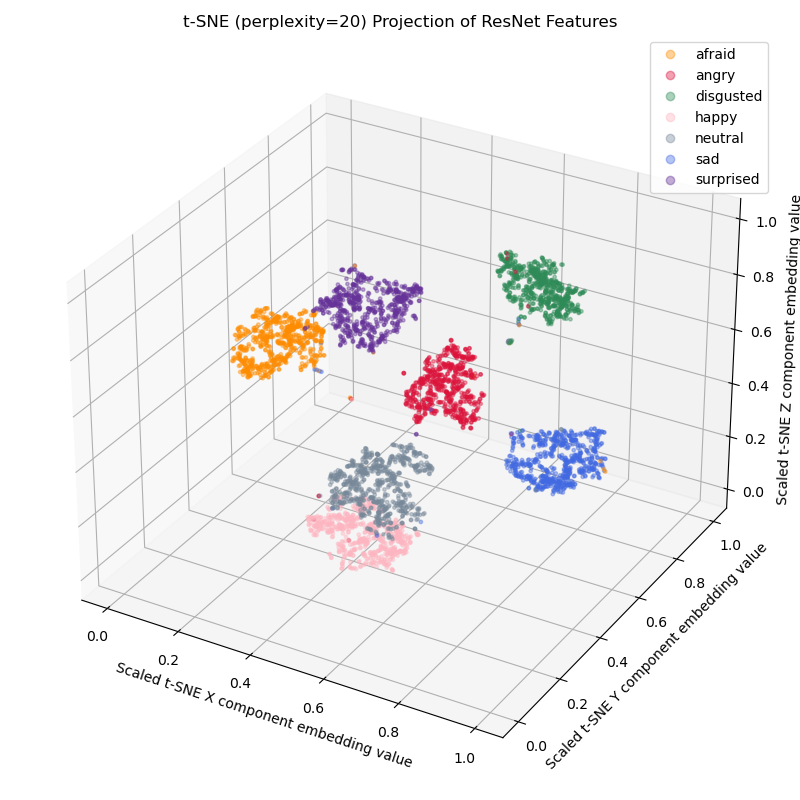 t-SNE (perplexity=20) Projection of ResNet Features
afraid
angry
disgusted
happy
neutral
sad
surprised
1.0
0.8
0.6
0.4
0.2
0.0
Scaled t-SNE Z component embedding value
0.0
0.2
0.4
0.6
0.8
1.0
Scaled t-SNE X component embedding value
1.0
0.8
0.6
0.4
0.2
0.0
Scaled t-SNE Y component embedding value